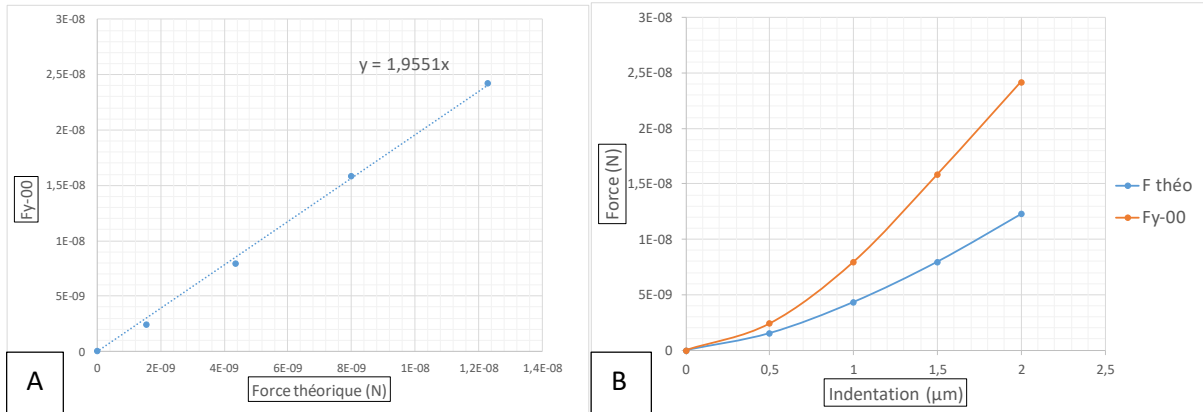 3E-08
2,5E-08
2E-08
1,5E-08
1E-08
5E-09
0
Fy-00
y = 1,9551x
0 2E-09 4E-09 6E-09 8E-09 1E-08 1,2E-08 1,4E-08
Force théorique (N)
A
3E-08
2,5E-08
2E-08
1,5E-08
1E-08
5E-09
0
Force (N)
0 0,5 1 1,5 2 2,5
Indentation (µm)
B
F théo
Fy-00